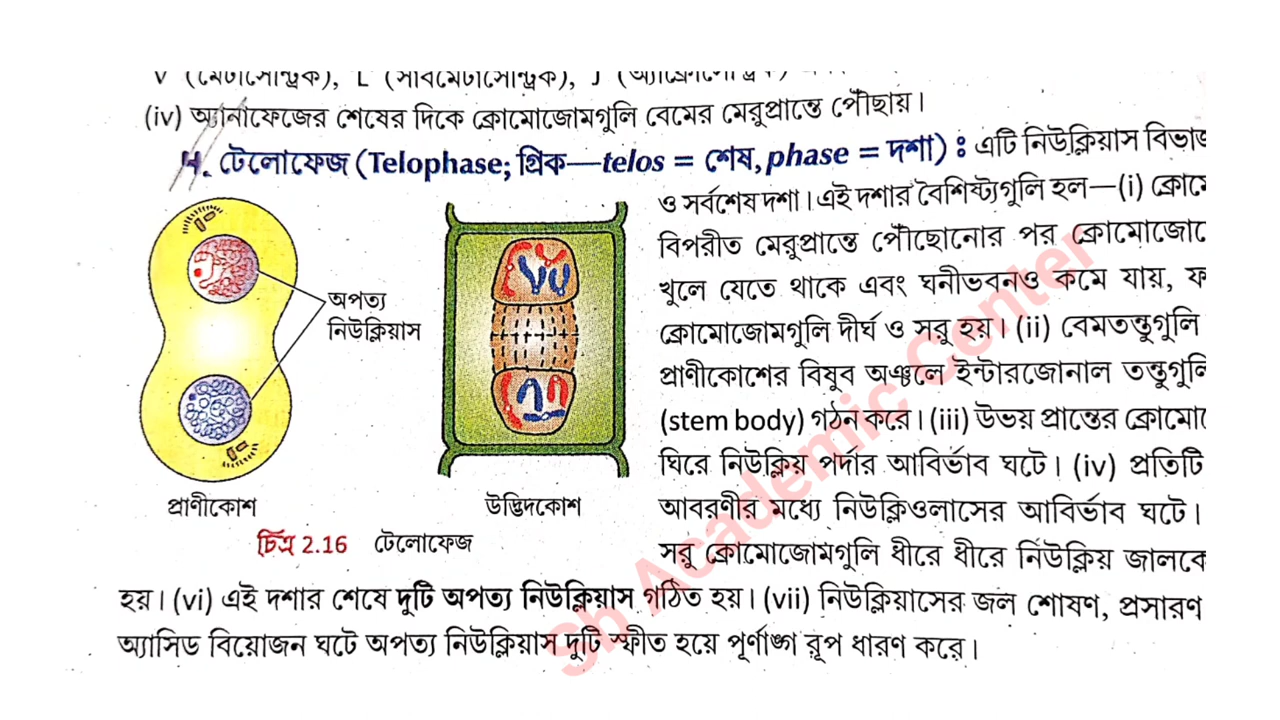 (iv) অ্যানাফেজের শেষের দিকে ক্রোমোজোমগুলি বেমের মেরুপ্রান্তে পৌঁছায়।
4. টেলোফেজ (Telophase; গ্রিক—telos = শেষ, phase = দশা) : এটি নিউক্লিয়াস বিভাজ
ও সর্বশেষ দশা। এই দশার বৈশিষ্ট্যগুলি হল—(i) ক্রোমো
বিপরীত মেরুপ্রান্তে পৌঁছোনোর পর ক্রোমোজো
খুলে যেতে থাকে এবং ঘনীভবনও কমে যায়, ফ
ক্রোমোজোমগুলি দীর্ঘ ও সরু হয়। (ii) বেমতন্তুগুলি
প্রাণীকোশের বিষুব অঞ্চলে ইন্টারজোনাল তন্তুগুলি
(stem body) গঠন করে। (iii) উভয় প্রান্তের ক্রোমো
ঘিরে নিউক্লিয় পর্দার আবির্ভাব ঘটে। (iv) প্রতিটি
আবরণীর মধ্যে নিউক্লিওলাসের আবির্ভাব ঘটে।
সরু ক্রোমোজোমগুলি ধীরে ধীরে নিউক্লিয় জালকে
অপত্য
নিউক্লিয়াস
প্রাণীকোশ
উদ্ভিদকোশ
চিত্র 2.16 টেলোফেজ
হয়। (vi) এই দশার শেষে দুটি অপত্য নিউক্লিয়াস গঠিত হয়। (vii) নিউক্লিয়াসের জল শোষণ, প্রসারণ
অ্যাসিড বিয়োজন ঘটে অপত্য নিউক্লিয়াস দুটি স্ফীত হয়ে পূর্ণাঙ্গ রূপ ধারণ করে।
Sb Academic Center